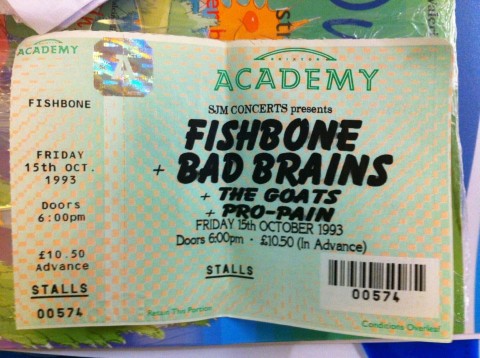 ACADEMY
A
FISHBONE
FRIDAY
15th OCT.
1993
Doors
6:00pm
£10.50
Advance
STALLS
00574
BRIXTON
ACADEMY
SJM CONCERTS presents
FISHBONE
+ BAD BRAINS
+ THE GOATS
+ PRO-PAIN
FRIDAY 15th OCTOBER 1993
Doors 6:00pm - £10.50 (In Advance)
STALLS
00574
Retain This Portion
Conditions Overleaf